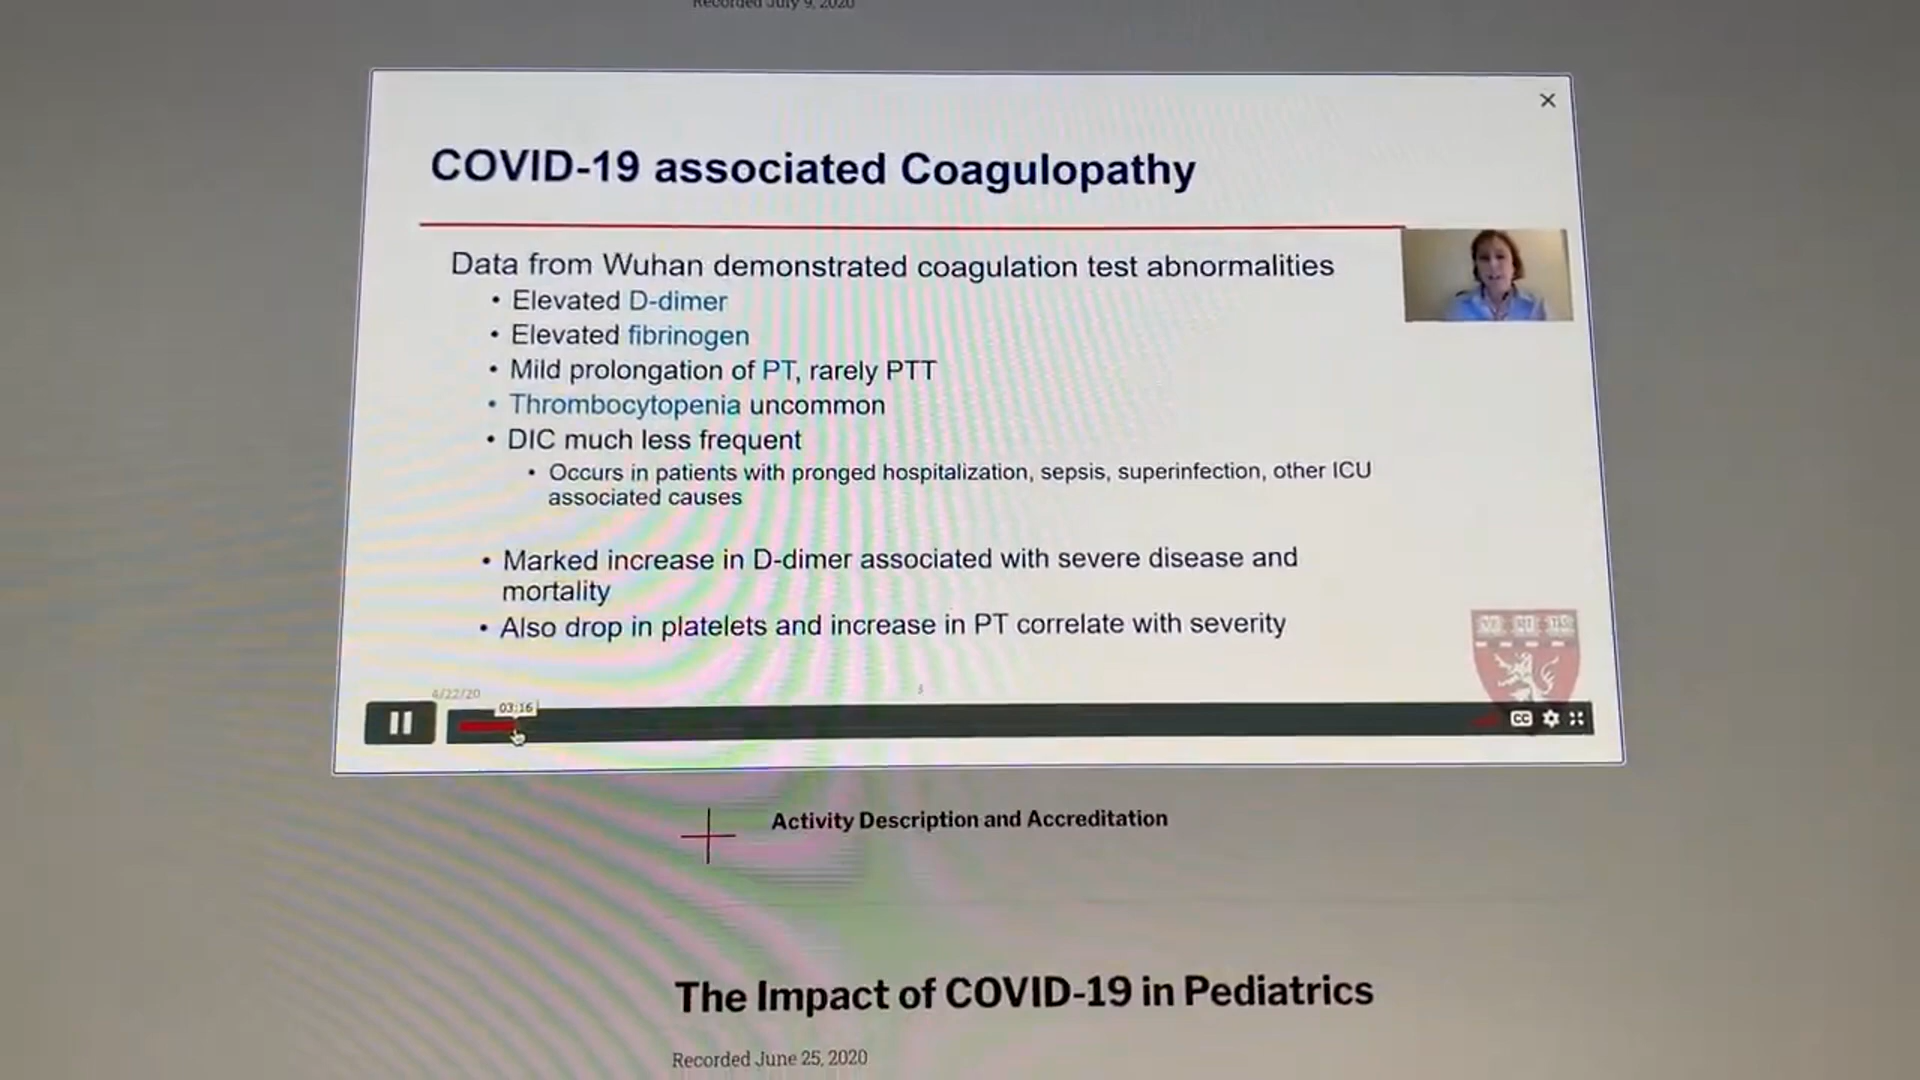 Recorded July 9, 2020
COVID-19 associated Coagulopathy
Data from Wuhan demonstrated coagulation test abnormalities
• Elevated D-dimer
• Elevated fibrinogen
• Mild prolongation of PT, rarely PTT
• Thrombocytopenia uncommon
• DIC much less frequent
• Occurs in patients with pronged hospitalization, sepsis, superinfection, other ICU
associated causes
• Marked increase in D-dimer associated with severe disease and
mortality
• Also drop in platelets and increase in PT correlate with severity
4/22/20
03:16
CC
Activity Description and Accreditation
The Impact of COVID-19 in Pediatrics
Recorded June 25, 2020